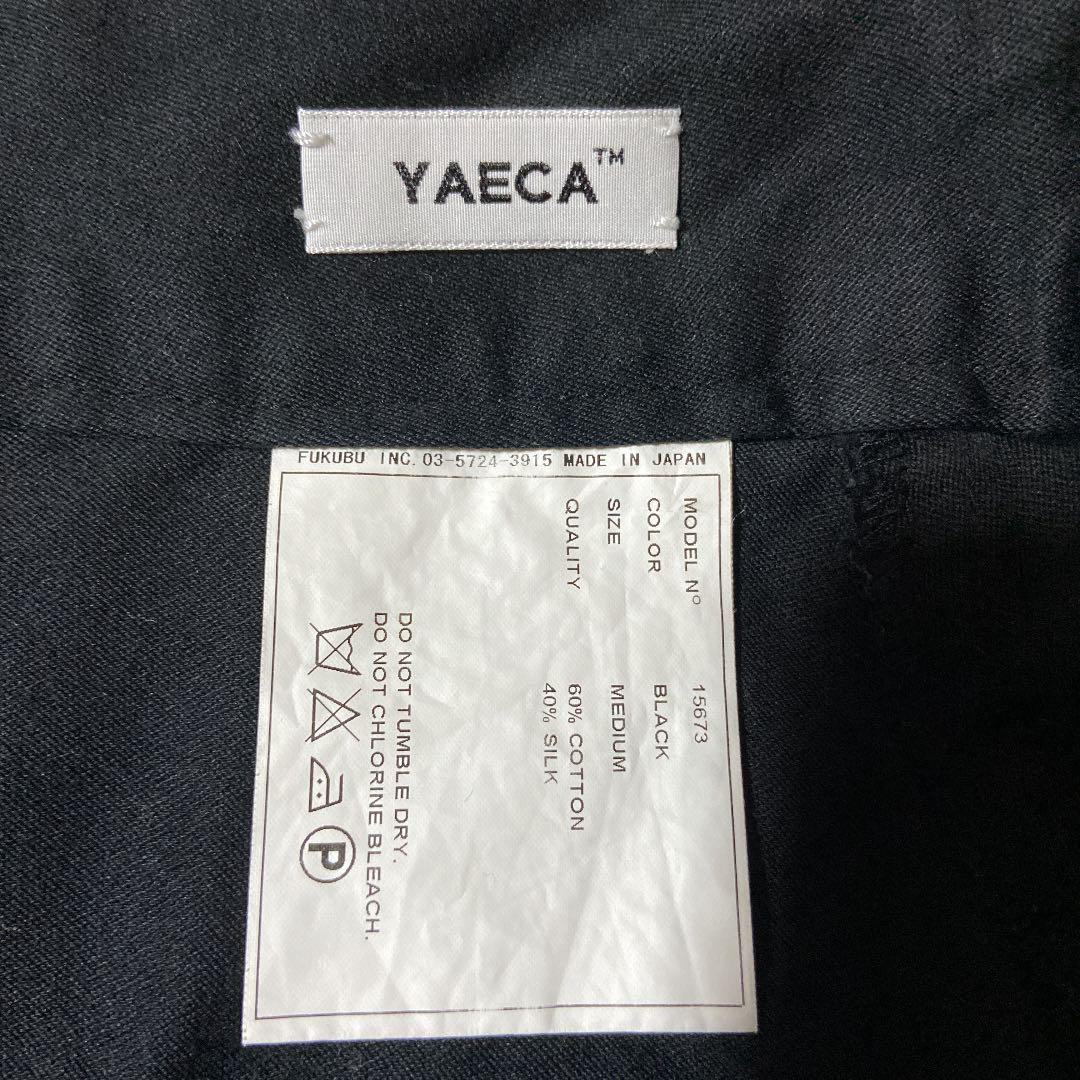 YAECA™
FUKUBU INC. 03-5724-3915 MADE IN JAPAN
MODEL Nº 15673
COLOR BLACK
SIZE MEDIUM
QUALITY 60% COTTON
40% SILK
DO NOT TUMBLE DRY.
DO NOT CHLORINE BLEACH.
P